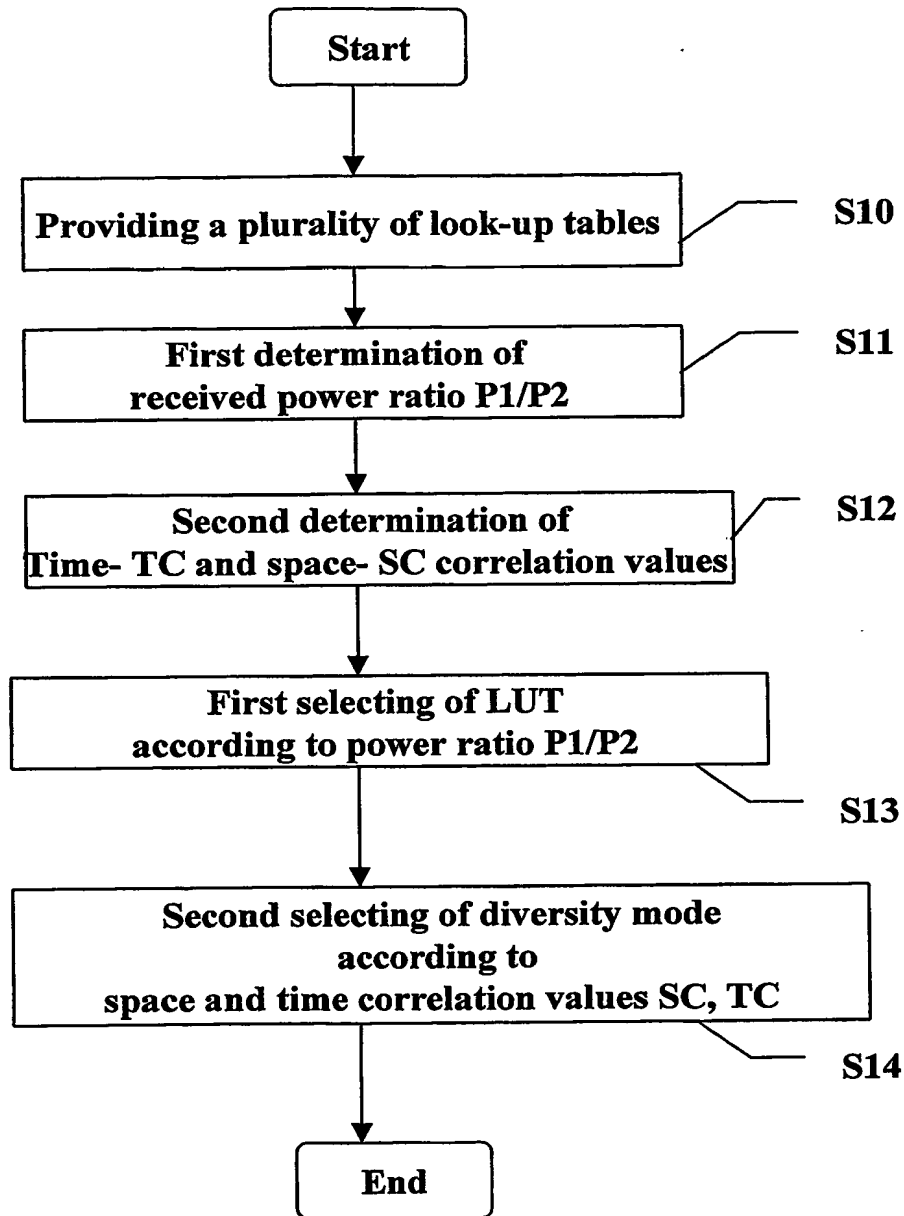 Start
Providing a plurality of look-up tables
S10
First determination of
received power ratio P1/P2
S11
Second determination of
Time- TC and space- SC correlation values
S12
First selecting of LUT
according to power ratio P1/P2
S13
Second selecting of diversity mode
according to
space and time correlation values SC, TC
S14
End